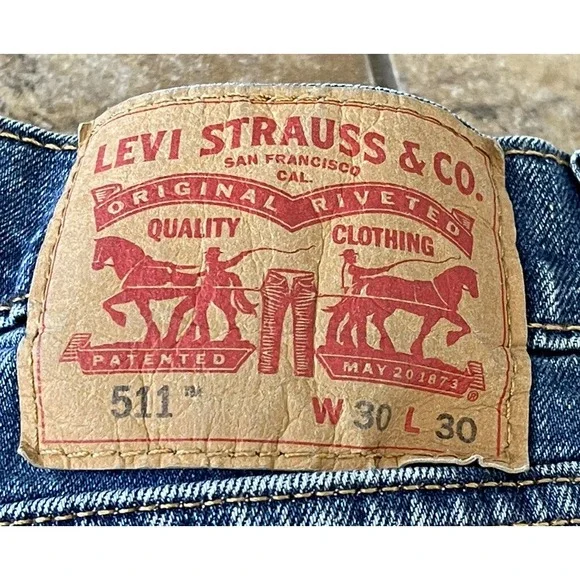 LEVI STRAUSS & CO.
SAN FRANCISCO
CAL.
ORIGINAL RIVETED
QUALITY CLOTHING
PATENTED MAY 20 1873 ®
511™ W 30 L 30